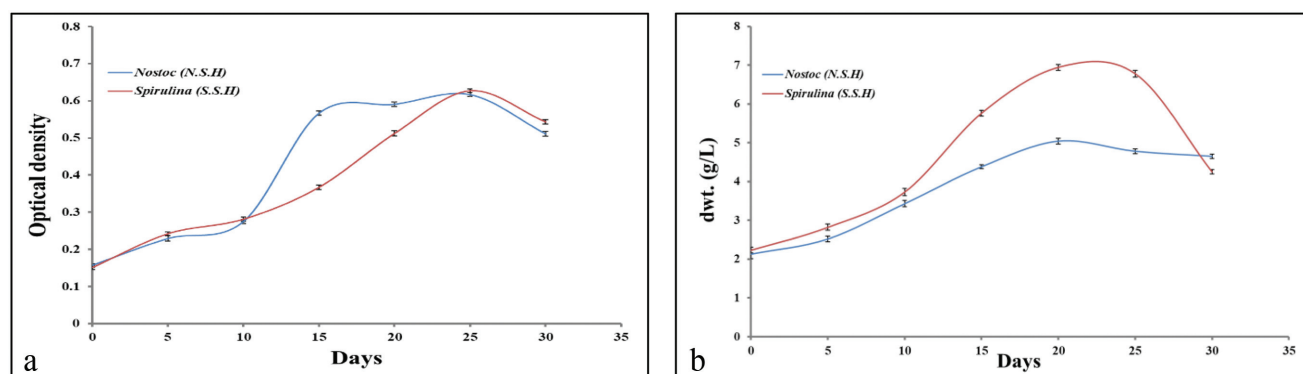 0.8
0.7
0.6
0.5
0.4
0.3
0.2
0.1
0
Optical density
Nostoc (N.S.H)
Spirulina (S.S.H)
0 5 10 15 20 25 30 35
Days
a
8
7
6
5
4
3
2
1
0
dwt. (g/L)
Nostoc (N.S.H)
Spirulina (S.S.H)
0 5 10 15 20 25 30 35
Days
b